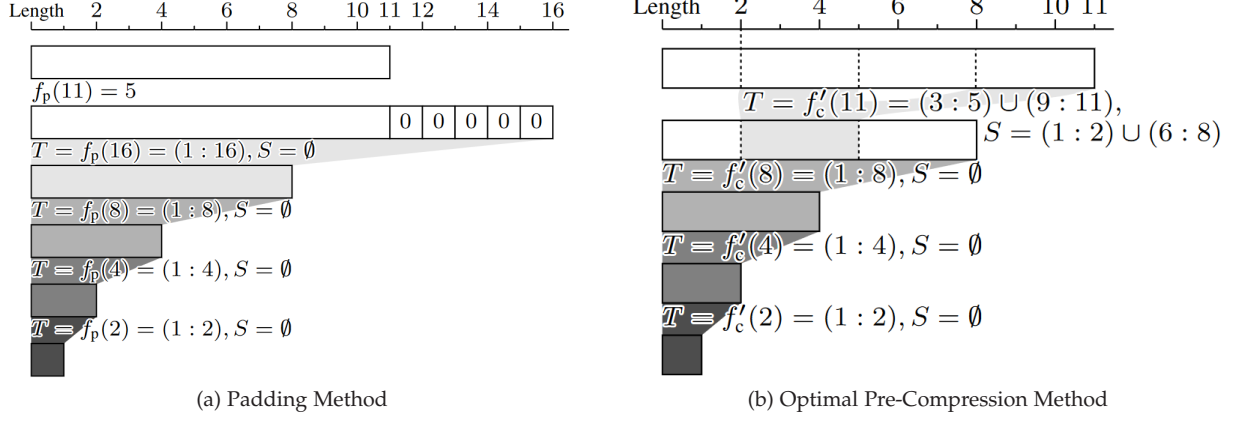 Length 2 4 6 8 10 11 12 14 16
f_p(11) = 5
0 0 0 0 0
T = f_p(16) = (1 : 16), S = ∅
T = f_p(8) = (1 : 8), S = ∅
T = f_p(4) = (1 : 4), S = ∅
T = f_p(2) = (1 : 2), S = ∅
(a) Padding Method
Length 2 4 6 8 10 11
T = f′_c(11) = (3 : 5) ∪ (9 : 11),
S = (1 : 2) ∪ (6 : 8)
T = f′_c(8) = (1 : 8), S = ∅
T = f′_c(4) = (1 : 4), S = ∅
T = f′_c(2) = (1 : 2), S = ∅
(b) Optimal Pre-Compression Method